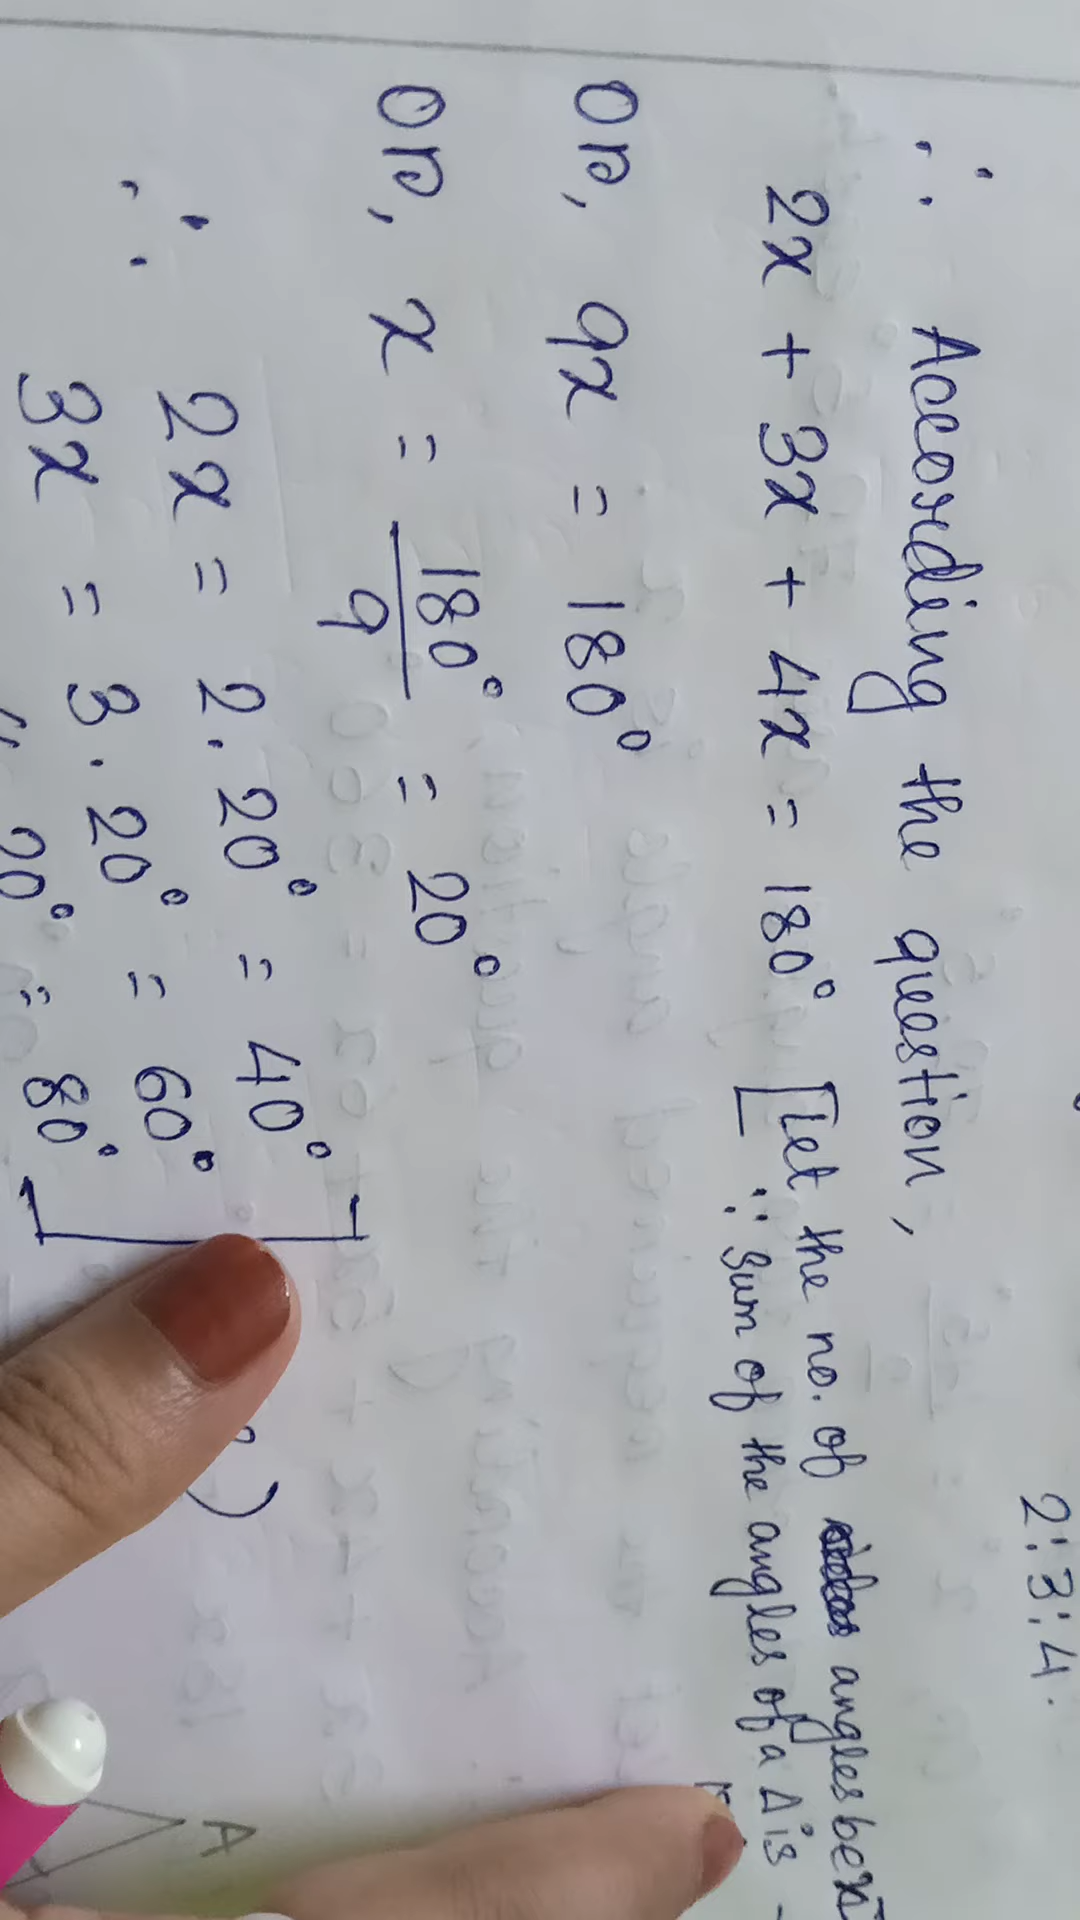 2:3:4.
∴ According the question,
2x + 3x + 4x = 180° [Let the no. of angles be x
∵ Sum of the angles of a Δ is
or, 9x = 180°
or, x = 180°/9 = 20°
∴ 2x = 2.20° = 40°
3x = 3.20° = 60°
20° = 80°
A